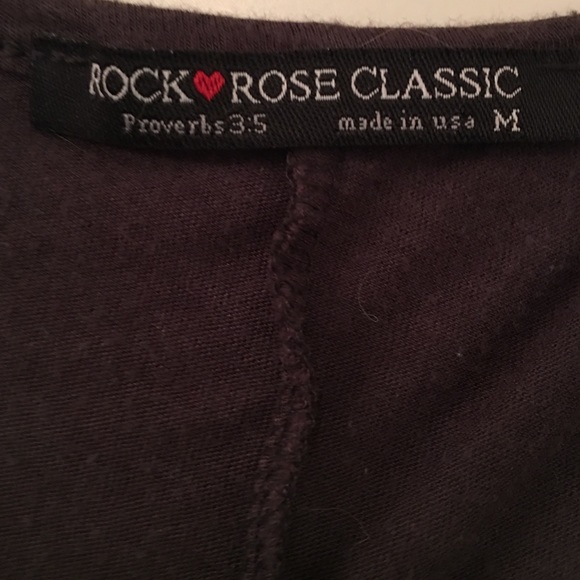 ROCK❤ROSE CLASSIC
Proverbs 3:5 made in usa M